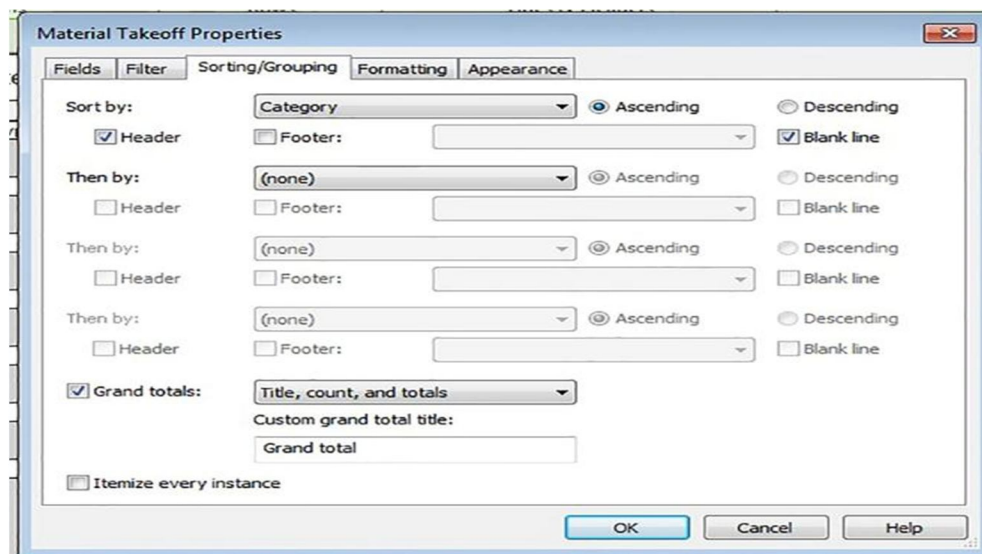 Material Takeoff Properties
Fields Filter Sorting/Grouping Formatting Appearance
Sort by: Category Ascending Descending
Header Footer: Blank line
Then by: (none) Ascending Descending
Header Footer: Blank line
Then by: (none) Ascending Descending
Header Footer: Blank line
Then by: (none) Ascending Descending
Header Footer: Blank line
Grand totals: Title, count, and totals
Custom grand total title:
Grand total
Itemize every instance
OK Cancel Help